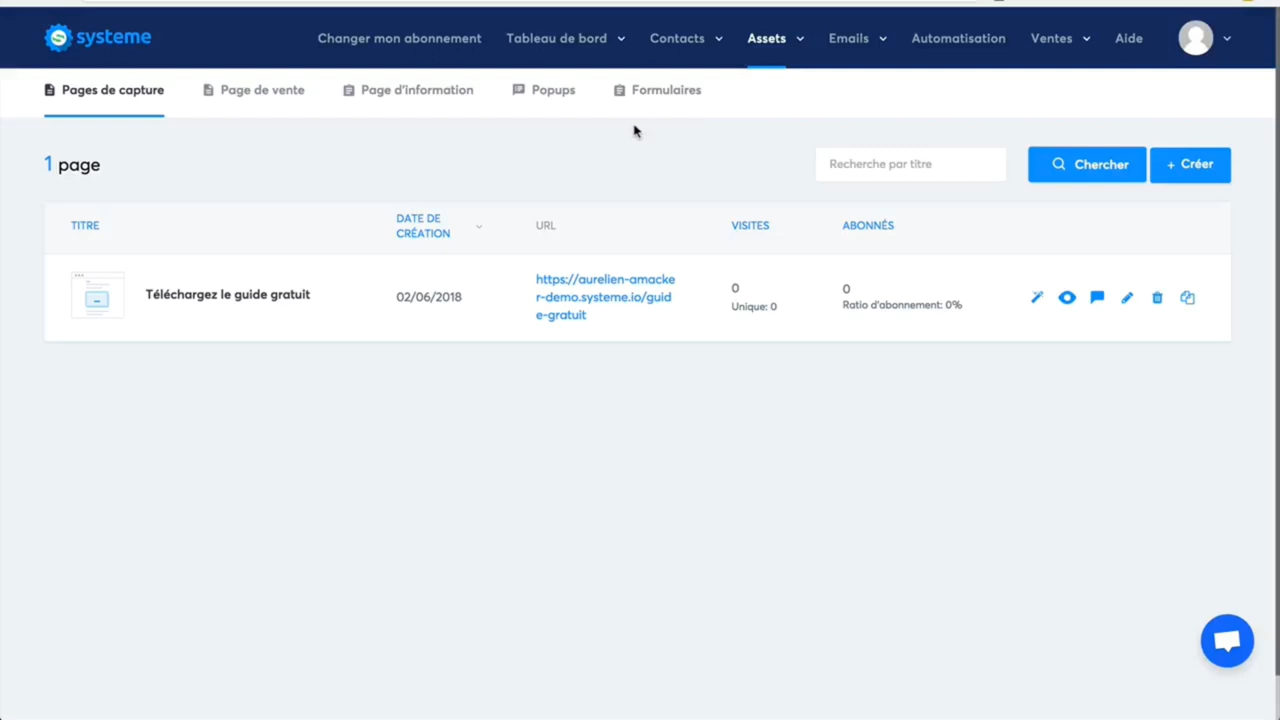 systeme
Changer mon abonnement
Tableau de bord
Contacts
Assets
Emails
Automatisation
Ventes
Aide
Pages de capture
Page de vente
Page d'information
Popups
Formulaires
1 page
Recherche par titre
Chercher
+ Créer
TITRE
DATE DE
CRÉATION
URL
VISITES
ABONNÉS
Téléchargez le guide gratuit
02/06/2018
https://aurelien-amacke
r-demo.systeme.io/guid
e-gratuit
0
Unique: 0
0
Ratio d'abonnement: 0%